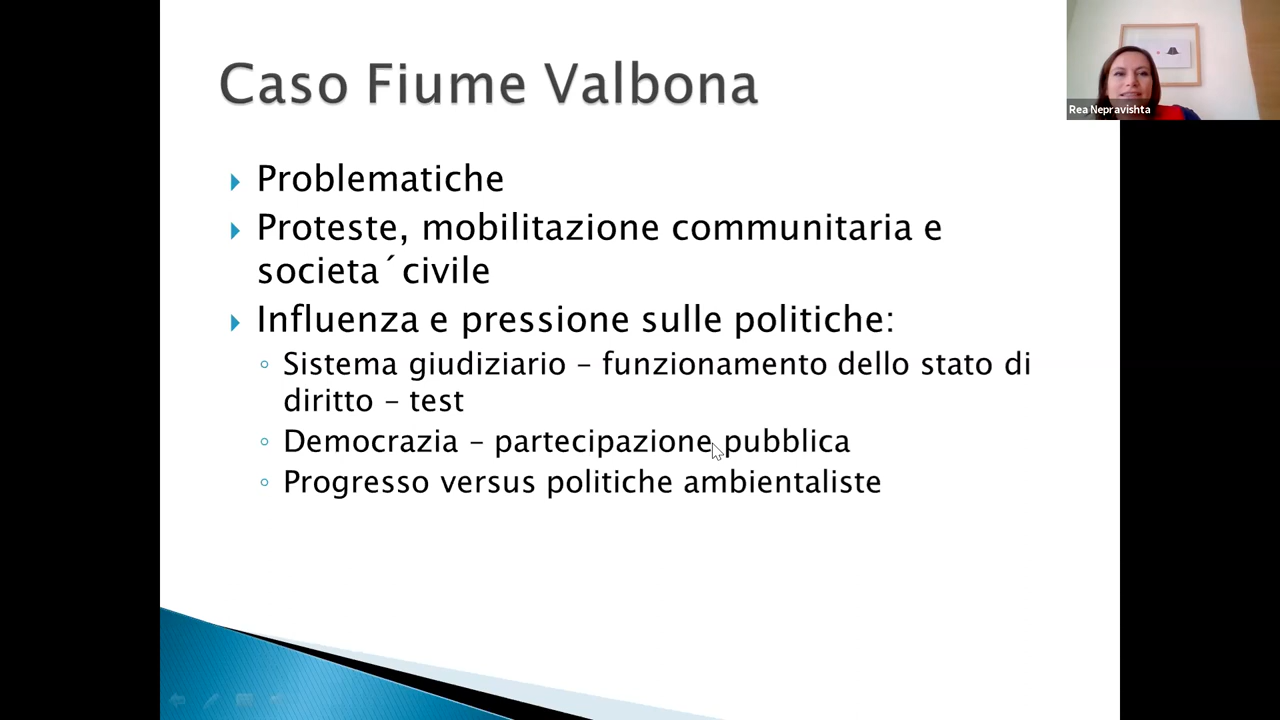 Caso Fiume Valbona
Rea Nepravishta
Problematiche
Proteste, mobilitazione communitaria e
societa´civile
Influenza e pressione sulle politiche:
Sistema giudiziario – funzionamento dello stato di
diritto – test
Democrazia – partecipazione pubblica
Progresso versus politiche ambientaliste